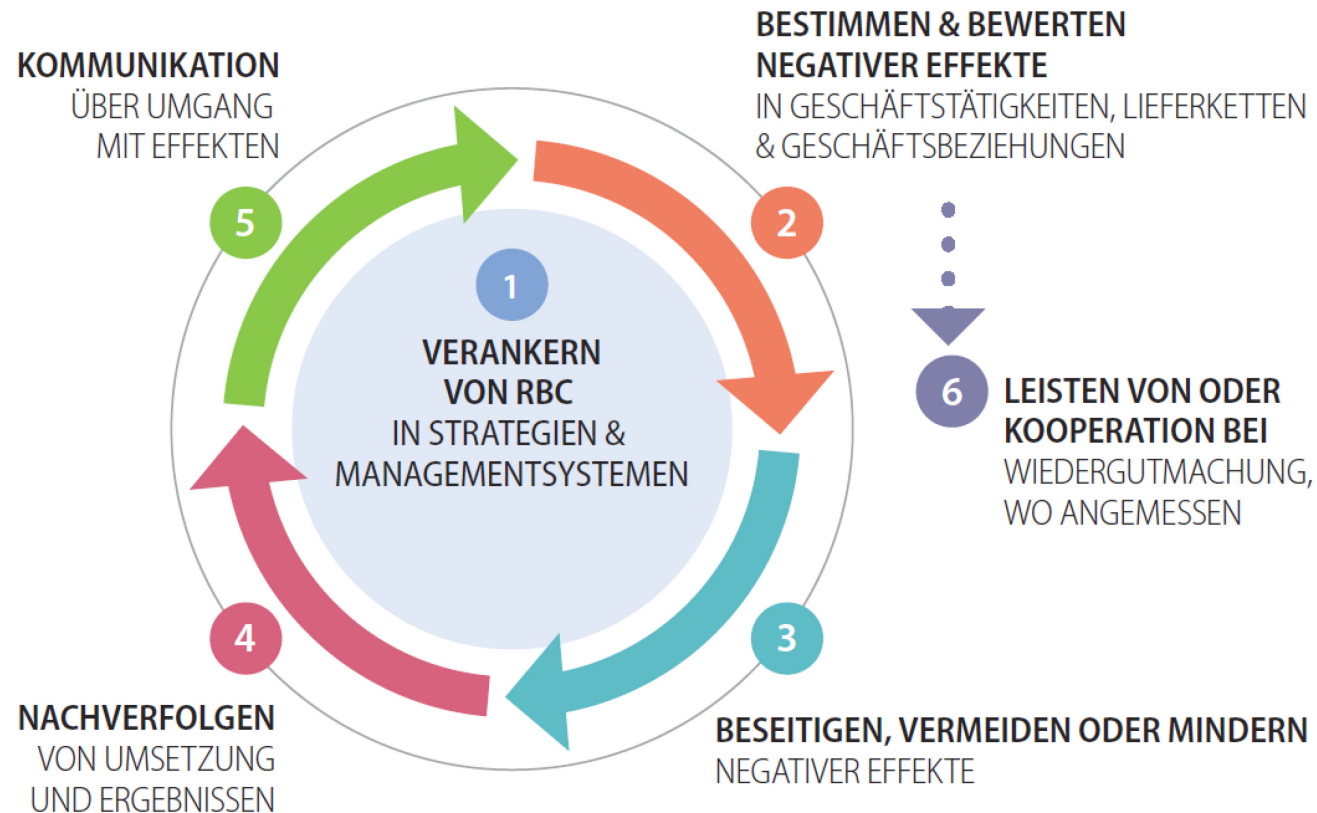 1
VERANKERN
VON RBC
IN STRATEGIEN &
MANAGEMENTSYSTEMEN
2
BESTIMMEN & BEWERTEN
NEGATIVER EFFEKTE
IN GESCHÄFTSTÄTIGKEITEN, LIEFERKETTEN
& GESCHÄFTSBEZIEHUNGEN
3
BESEITIGEN, VERMEIDEN ODER MINDERN
NEGATIVER EFFEKTE
4
NACHVERFOLGEN
VON UMSETZUNG
UND ERGEBNISSEN
5
KOMMUNIKATION
ÜBER UMGANG
MIT EFFEKTEN
6
LEISTEN VON ODER
KOOPERATION BEI
WIEDERGUTMACHUNG,
WO ANGEMESSEN